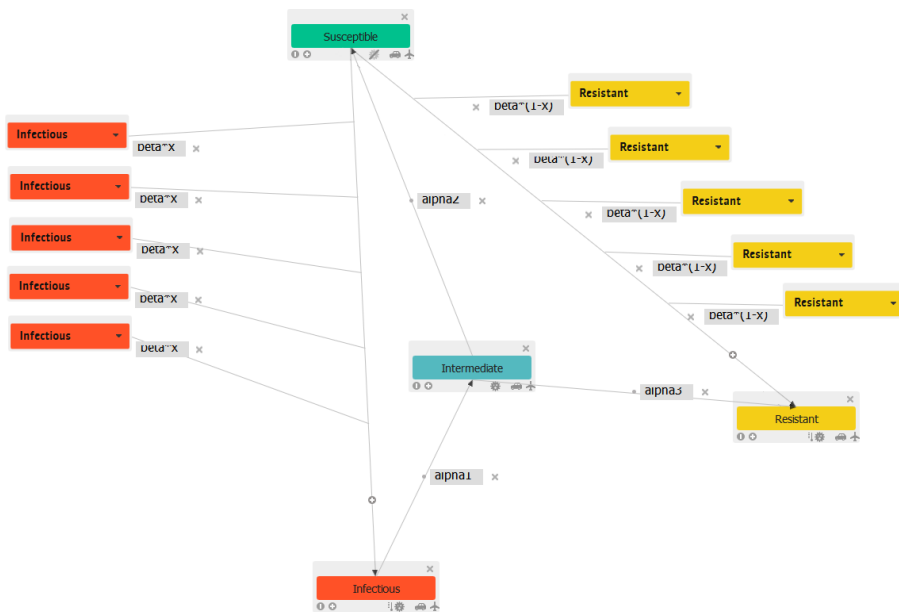 Susceptible
Resistant
beta*(1-x)
Infectious
beta*x
Resistant
beta*(1-x)
Infectious
beta*x
Resistant
alpha2
beta*(1-x)
Infectious
beta*x
Resistant
beta*(1-x)
Infectious
beta*x
Resistant
beta*(1-x)
Infectious
beta*x
Intermediate
alpha3
Resistant
alpha1
Infectious